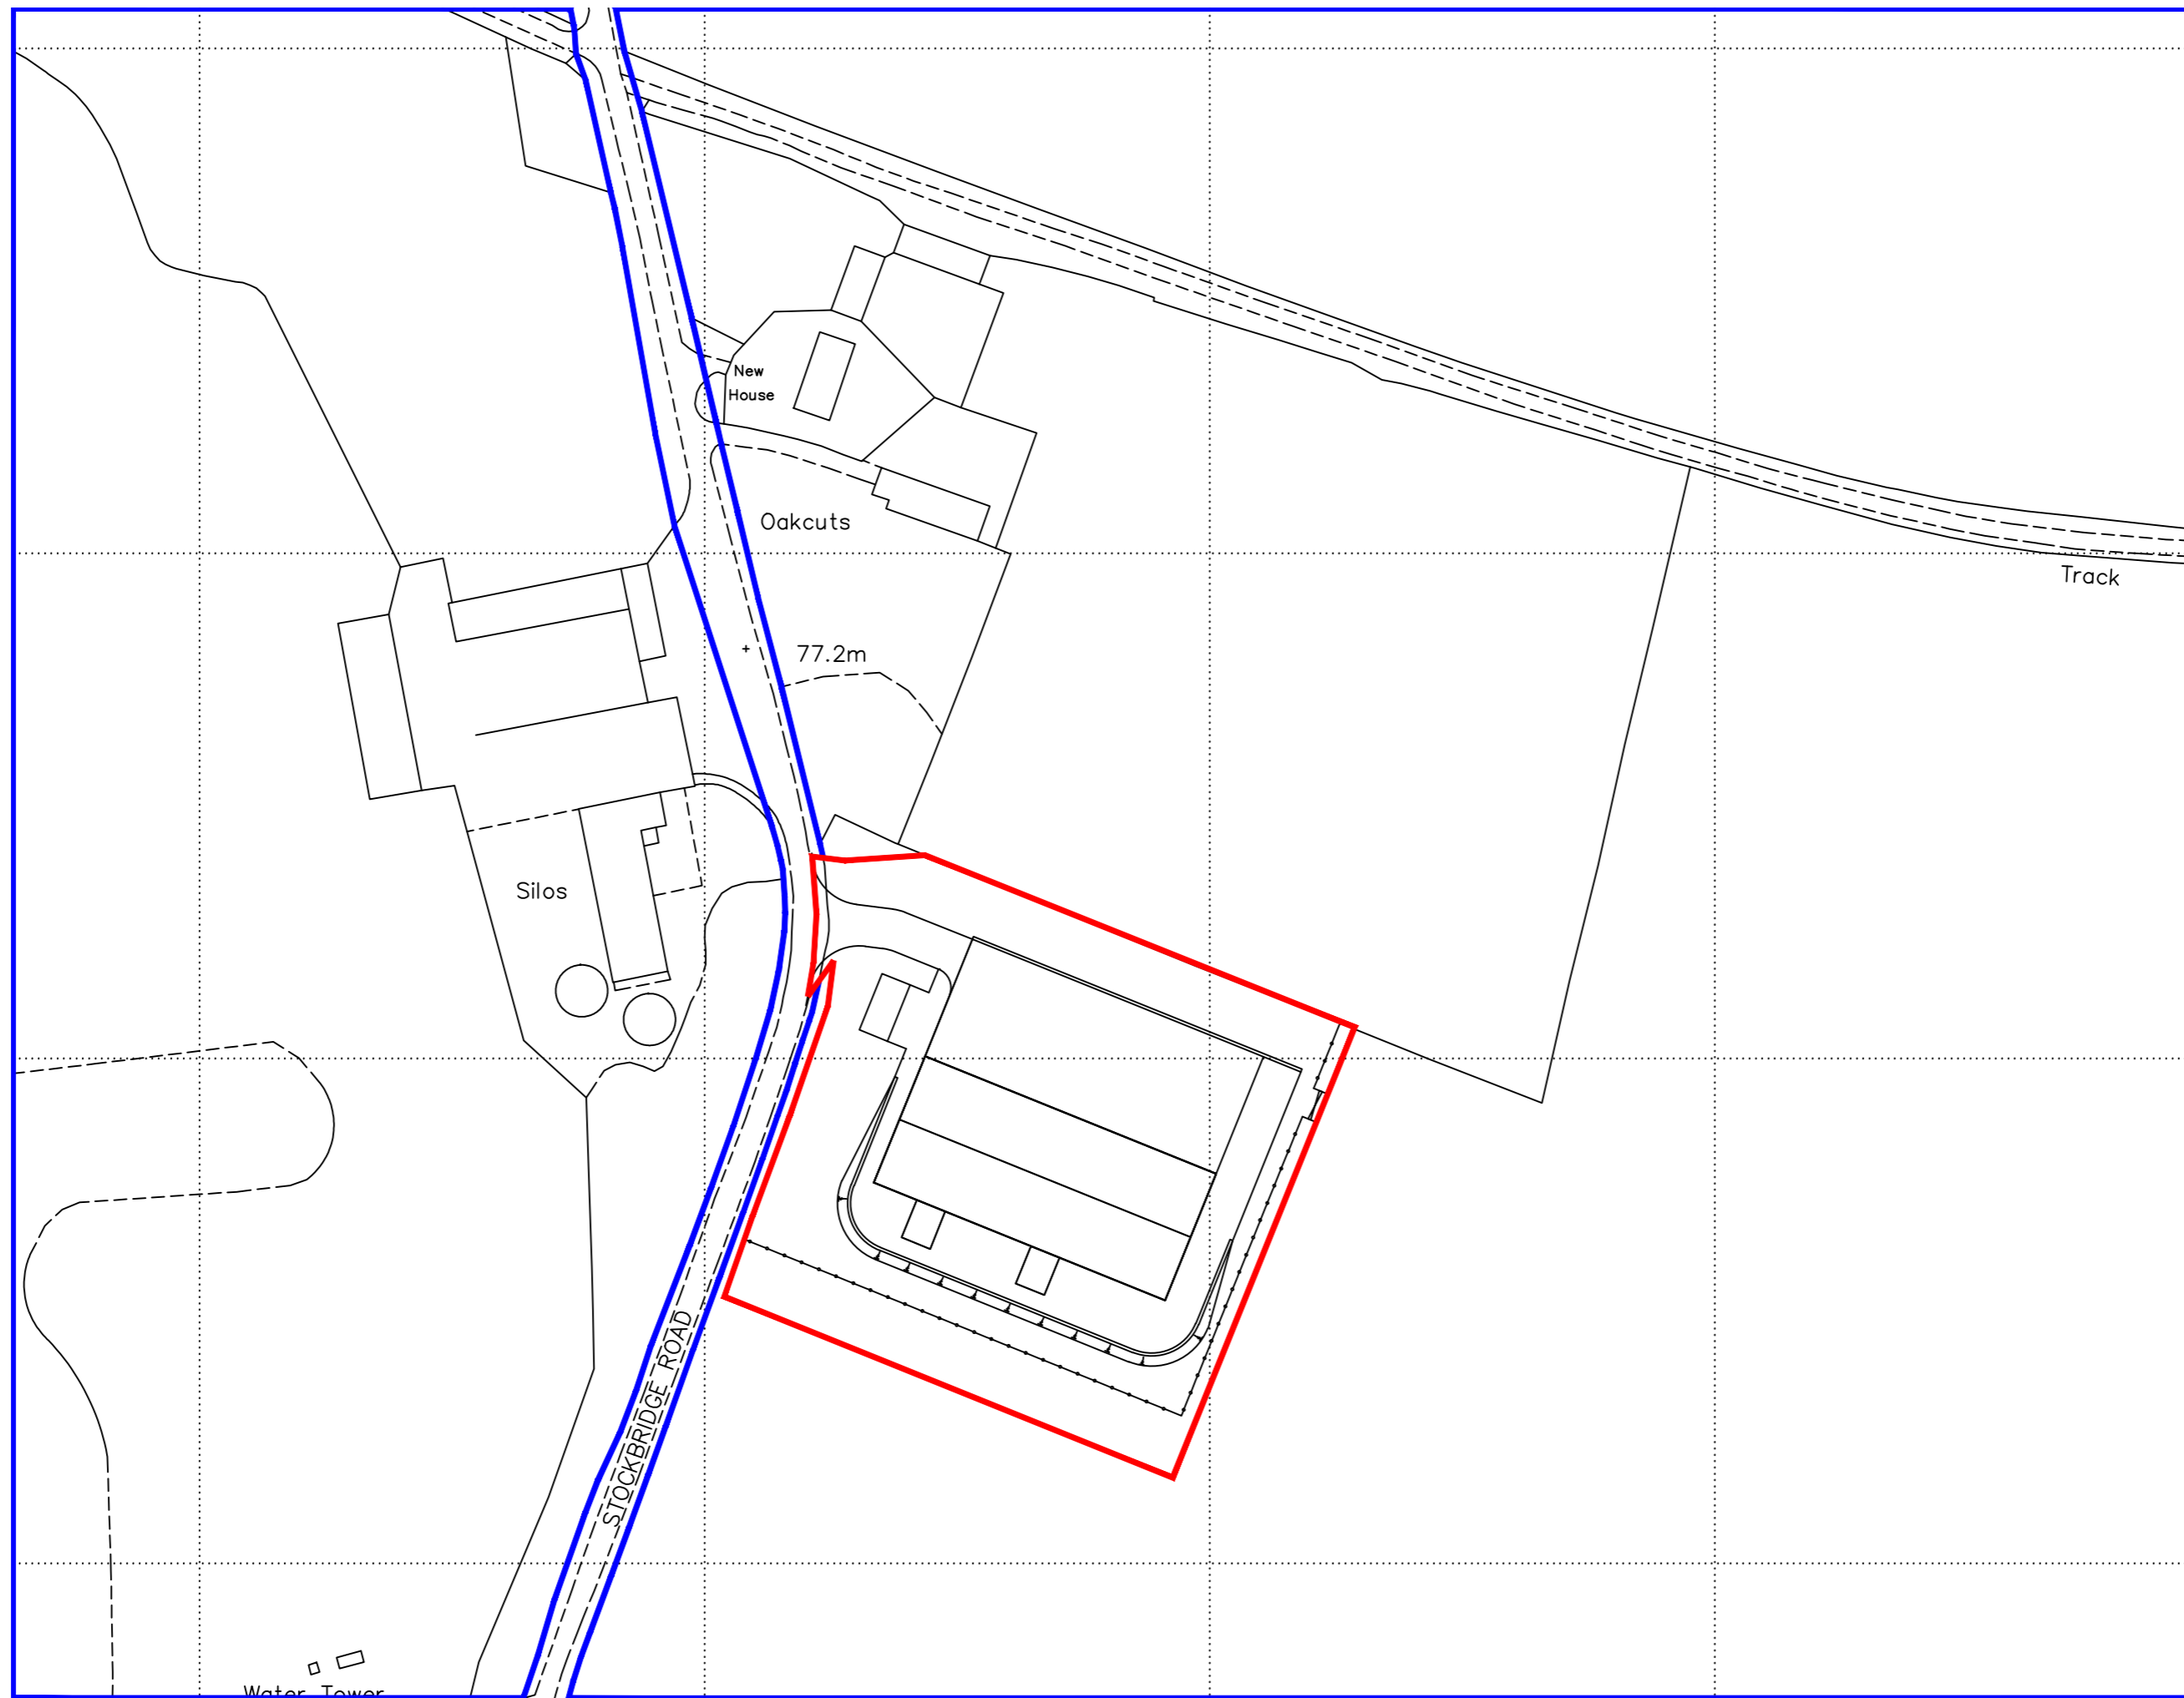 New
House
Oakcuts
Track
77.2m
Silos
STOCKBRIDGE ROAD
Water Tower